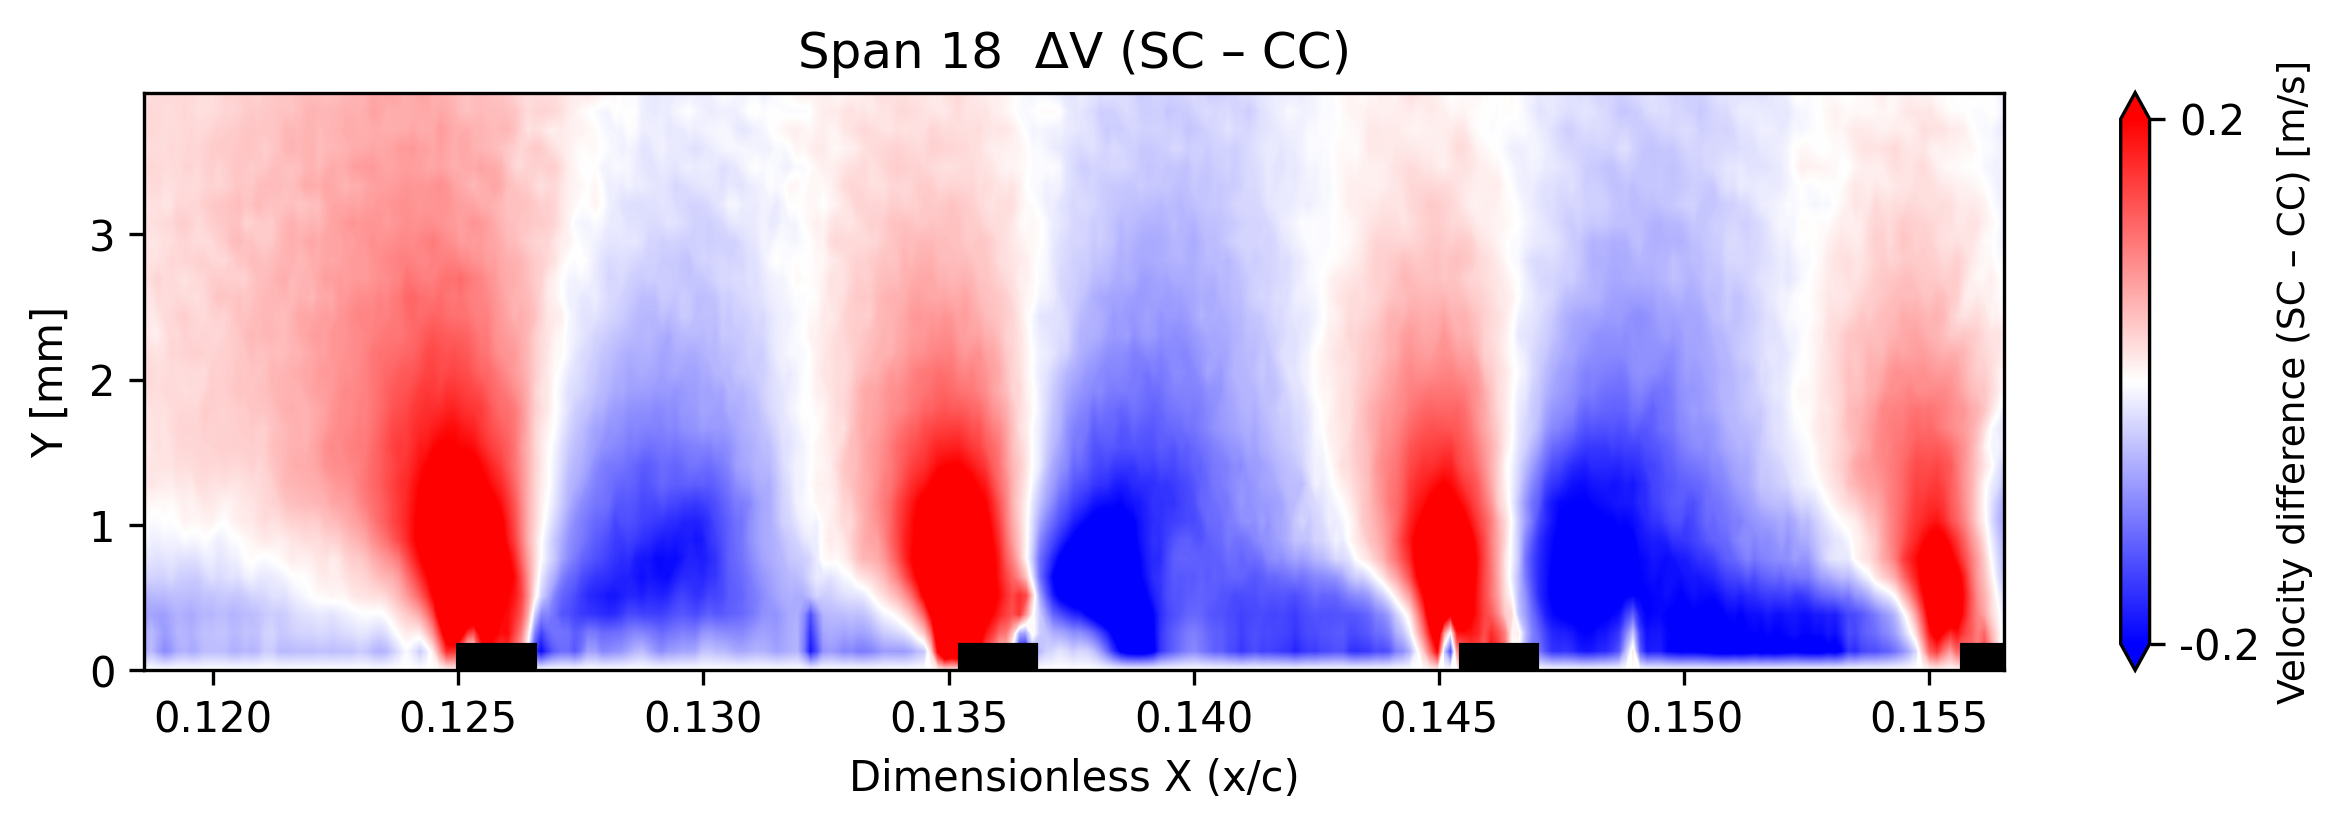 Span 18  ΔV (SC – CC)
Y [mm]
3
2
1
0
0.120 0.125 0.130 0.135 0.140 0.145 0.150 0.155
Dimensionless X (x/c)
0.2
-0.2
Velocity difference (SC – CC) [m/s]